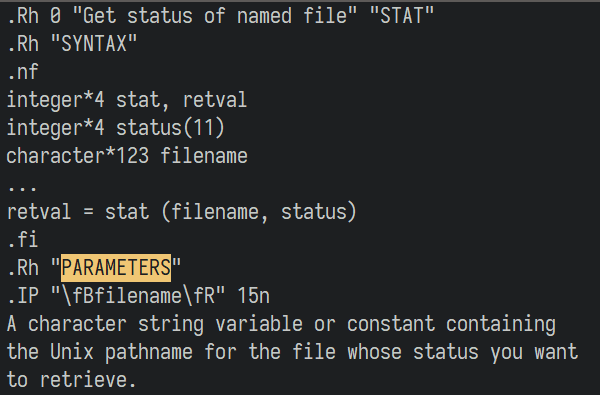 .Rh 0 "Get status of named file" "STAT"
.Rh "SYNTAX"
.nf
integer*4 stat, retval
integer*4 status(11)
character*123 filename
...
retval = stat (filename, status)
.fi
.Rh "PARAMETERS"
.IP "\fBfilename\fR" 15n
A character string variable or constant containing
the Unix pathname for the file whose status you want
to retrieve.